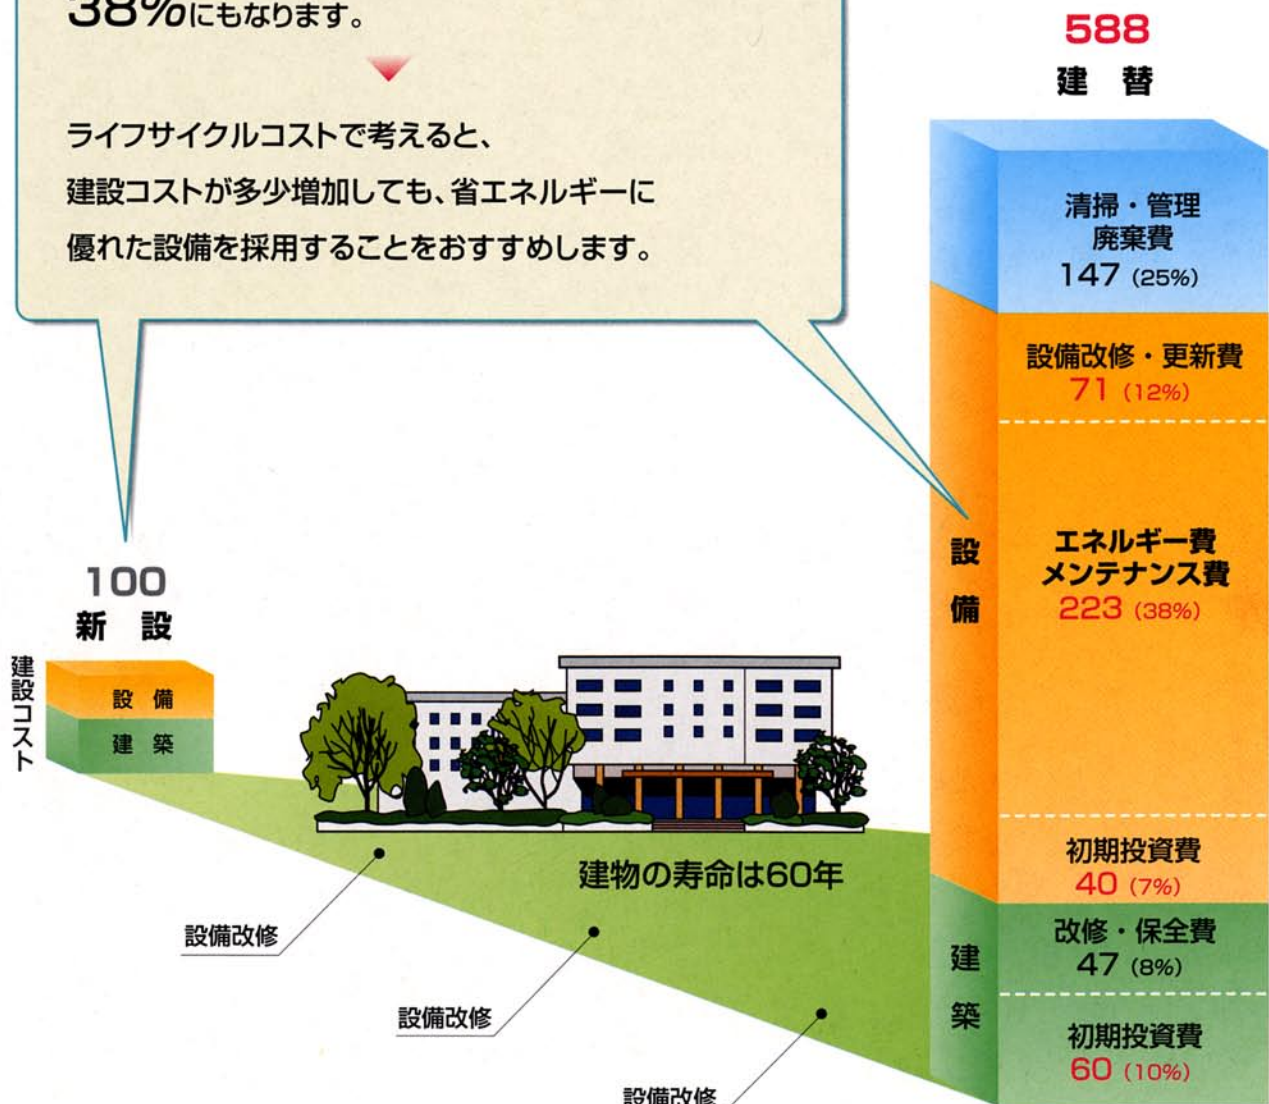 38%にもなります。
ライフサイクルコストで考えると、
建設コストが多少増加しても、省エネルギーに
優れた設備を採用することをおすすめします。
588
建 替
清掃・管理
廃棄費
147 (25%)
設備改修・更新費
71 (12%)
設備
エネルギー費
メンテナンス費
223 (38%)
初期投資費
40 (7%)
建築
改修・保全費
47 (8%)
初期投資費
60 (10%)
100
新 設
建設コスト
設 備
建 築
建物の寿命は60年
設備改修
設備改修
設備改修